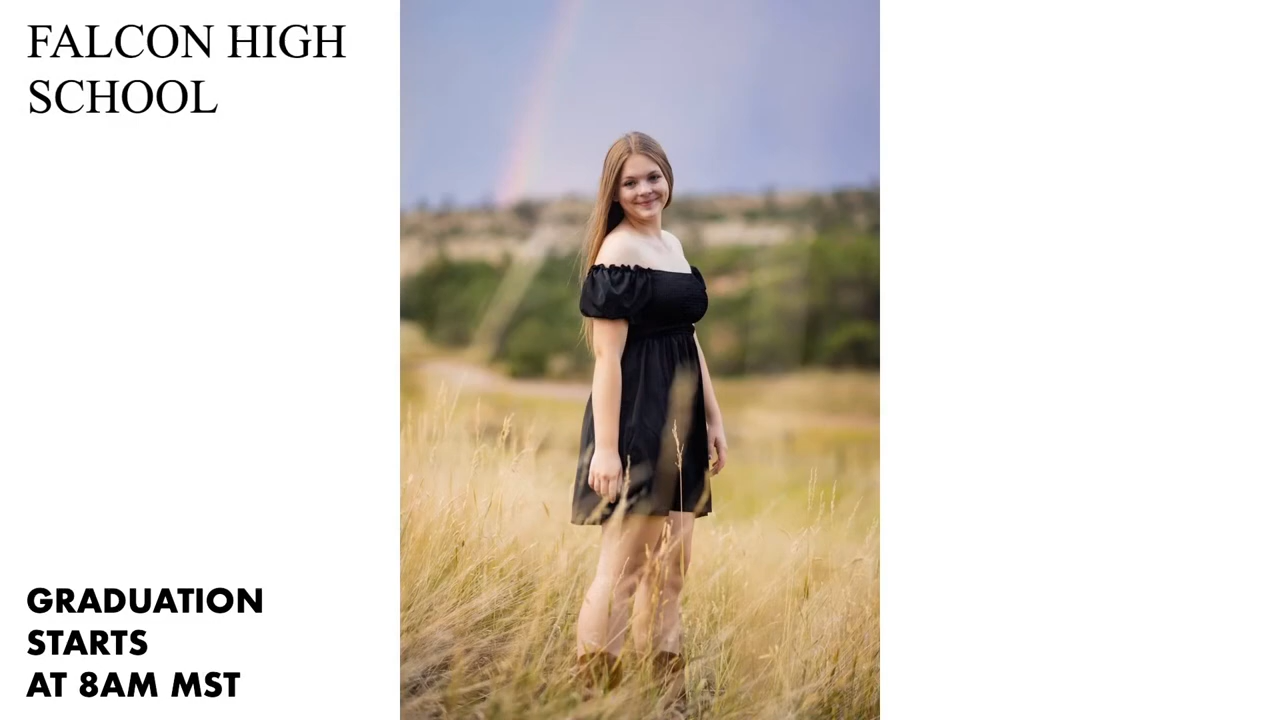 FALCON HIGH
SCHOOL
GRADUATION
STARTS
AT 8AM MST